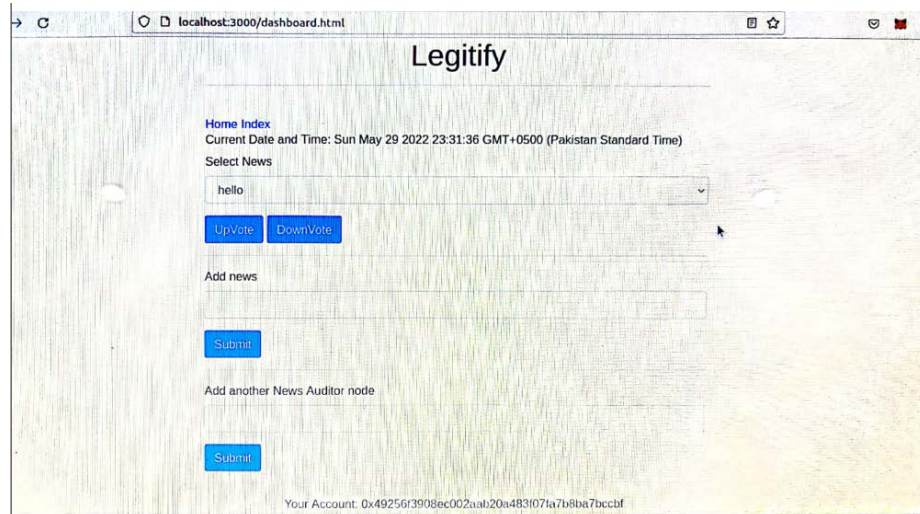 localhost:3000/dashboard.html
Legitify
Home Index
Current Date and Time: Sun May 29 2022 23:31:36 GMT+0500 (Pakistan Standard Time)
Select News
hello
UpVote DownVote
Add news
Submit
Add another News Auditor node
Submit
Your Account: 0x49256f3908ec002aab20a483f07fa7b8ba7bccbf